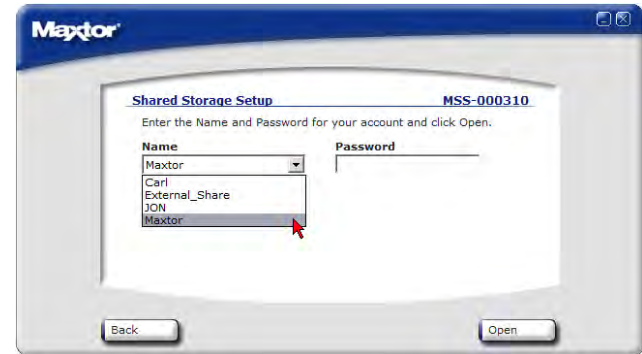 Maxtor
Shared Storage Setup MSS-000310
Enter the Name and Password for your account and click Open.
Name Password
Maxtor
Carl
External_Share
JON
Maxtor
Back Open